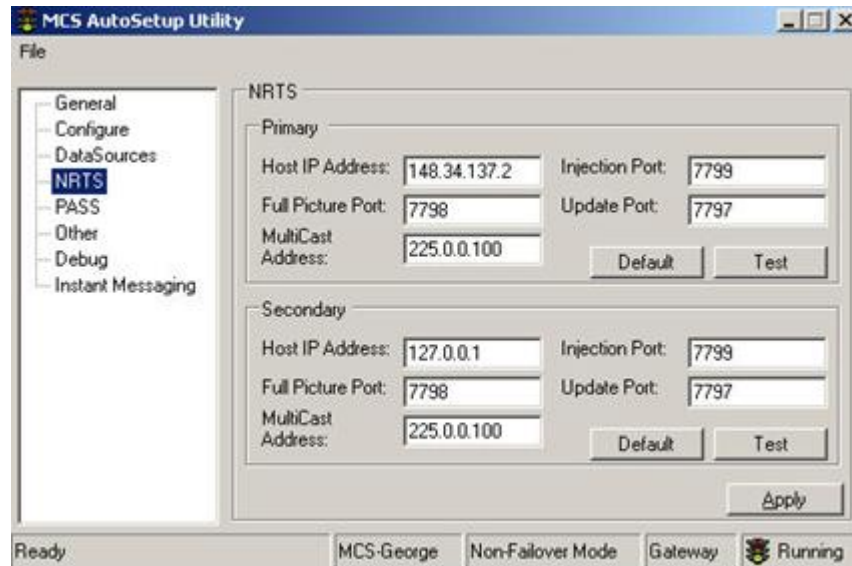 MCS AutoSetup Utility
File
General
Configure
DataSources
NRTS
PASS
Other
Debug
Instant Messaging
NRTS
Primary
Host IP Address: 148.34.137.2 Injection Port: 7799
Full Picture Port: 7798 Update Port: 7797
MultiCast
Address: 225.0.0.100
Default Test
Secondary
Host IP Address: 127.0.0.1 Injection Port: 7799
Full Picture Port: 7798 Update Port: 7797
MultiCast
Address: 225.0.0.100
Default Test
Apply
Ready MCS-George Non-Failover Mode Gateway Running